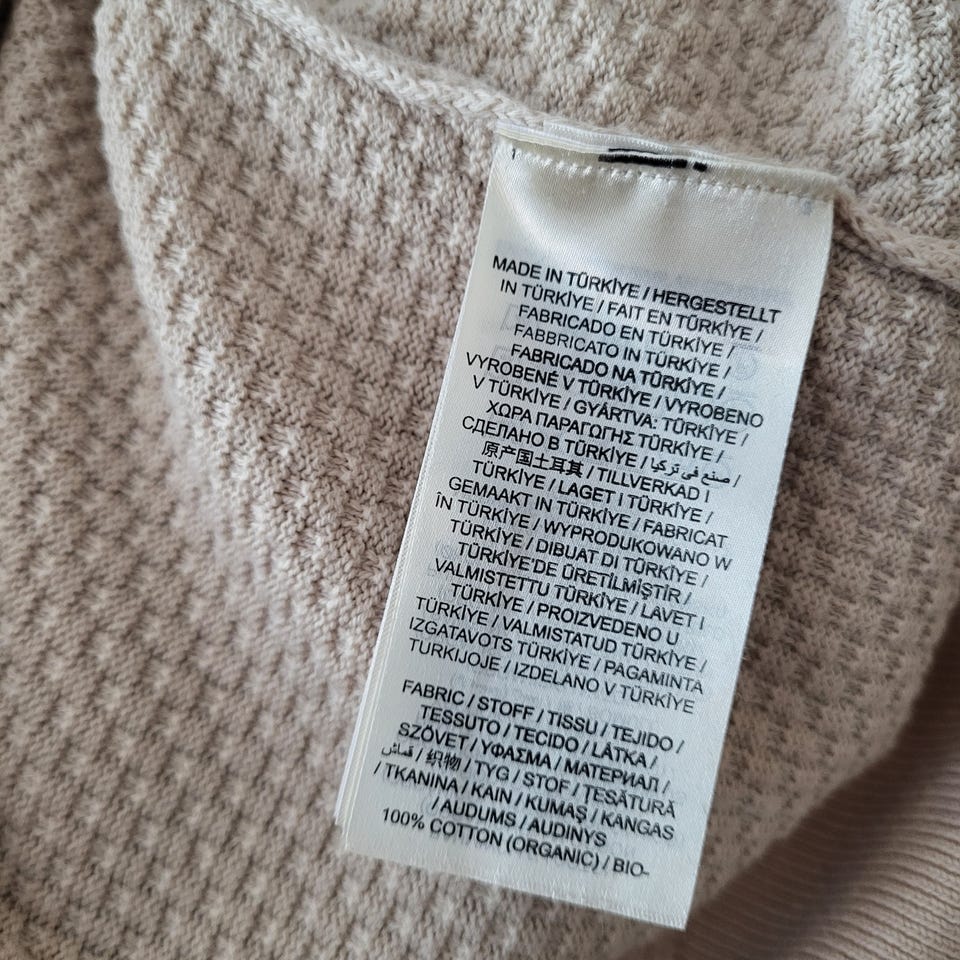 MADE IN TÜRKİYE / HERGESTELLT
IN TÜRKİYE / FAIT EN TÜRKİYE /
FABRICADO EN TÜRKİYE /
FABBRICATO IN TÜRKİYE /
FABRICADO NA TÜRKİYE /
VYROBENÉ V TÜRKİYE / VYROBENO
V TÜRKİYE / GYÁRTVA: TÜRKİYE /
ΧΩΡΑ ΠΑΡΑΓΩΓΗΣ TÜRKİYE /
СДЕЛАНО В TÜRKİYE / صنع في تركيا /
原产国土耳其 / TILLVERKAD I
TÜRKİYE / LAGET I TÜRKİYE /
GEMAAKT IN TÜRKİYE / FABRICAT
ÎN TÜRKİYE / WYPRODUKOWANO W
TÜRKİYE / DIBUAT DI TÜRKİYE /
TÜRKİYE'DE ÜRETİLMİŞTİR /
VALMISTETTU TÜRKİYE / LAVET I
TÜRKİYE / PROIZVEDENO U
TÜRKİYE / VALMISTATUD TÜRKİYE /
IZGATAVOTS TÜRKİYE / PAGAMINTA
TURKIJOJE / IZDELANO V TÜRKİYE
FABRIC / STOFF / TISSU / TEJIDO /
TESSUTO / TECIDO / LÁTKA /
SZÖVET / ΥΦΑΣΜΑ / МАТЕРИАЛ /
قماش / 织物 / TYG / STOF / ŢESĂTURĂ
/ TKANINA / KAIN / KUMAŞ / KANGAS
/ AUDUMS / AUDINYS
100% COTTON (ORGANIC) / BIO-